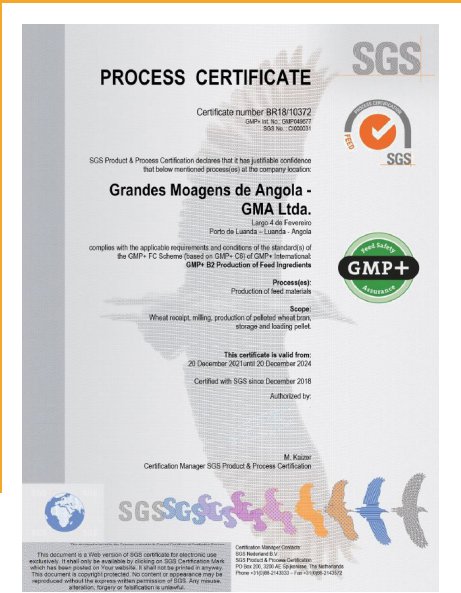 SGS
PROCESS CERTIFICATE
Certificate number BR18/10372
GMP+ Int. No.: GMP049577
SGS No. : CI000031
PROCESS CERTIFICATION
FEED
SGS
SGS Product & Process Certification declares that it has justifiable confidence
that below mentioned process(es) at the company location:
Grandes Moagens de Angola -
GMA Ltda.
Largo 4 de Fevereiro
Porto de Luanda – Luanda - Angola
complies with the applicable requirements and conditions of the standard(s) of
the GMP+ FC Scheme (based on GMP+ C6) of GMP+ International:
GMP+ B2 Production of Feed Ingredients
Feed Safety
GMP+
Assurance
Process(es):
Production of feed materials
Scope:
Wheat receipt, milling, production of pelleted wheat bran,
storage and loading pellet.
This certificate is valid from:
20 December 2021 until 20 December 2024
Certified with SGS since December 2018
Authorized by:
M. Kaizer
Certification Manager SGS Product & Process Certification
SGS SGS SGS
This document is a Web version of SGS certificate for electronic use
exclusively. It shall only be available by clicking on SGS Certification Mark
which has been posted on Your website. It shall not be printed in anyway.
This document is copyright protected. No content or appearance may be
reproduced without the express written permission of SGS. Any misuse,
alteration, forgery or falsification is unlawful.
Certification Manager Contacts:
SGS Nederland B.V.
SGS Product & Process Certification
PO Box 200, 3200 AE Spijkenisse, The Netherlands